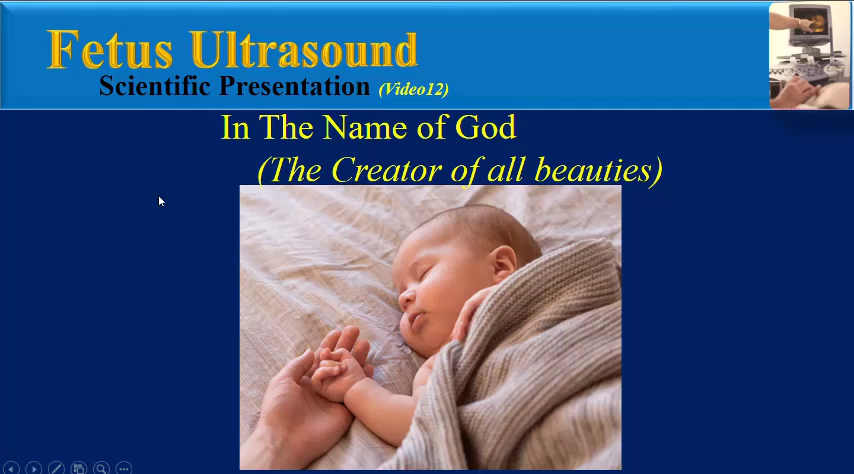 Fetus Ultrasound
Scientific Presentation (Video12)
In The Name of God
(The Creator of all beauties)